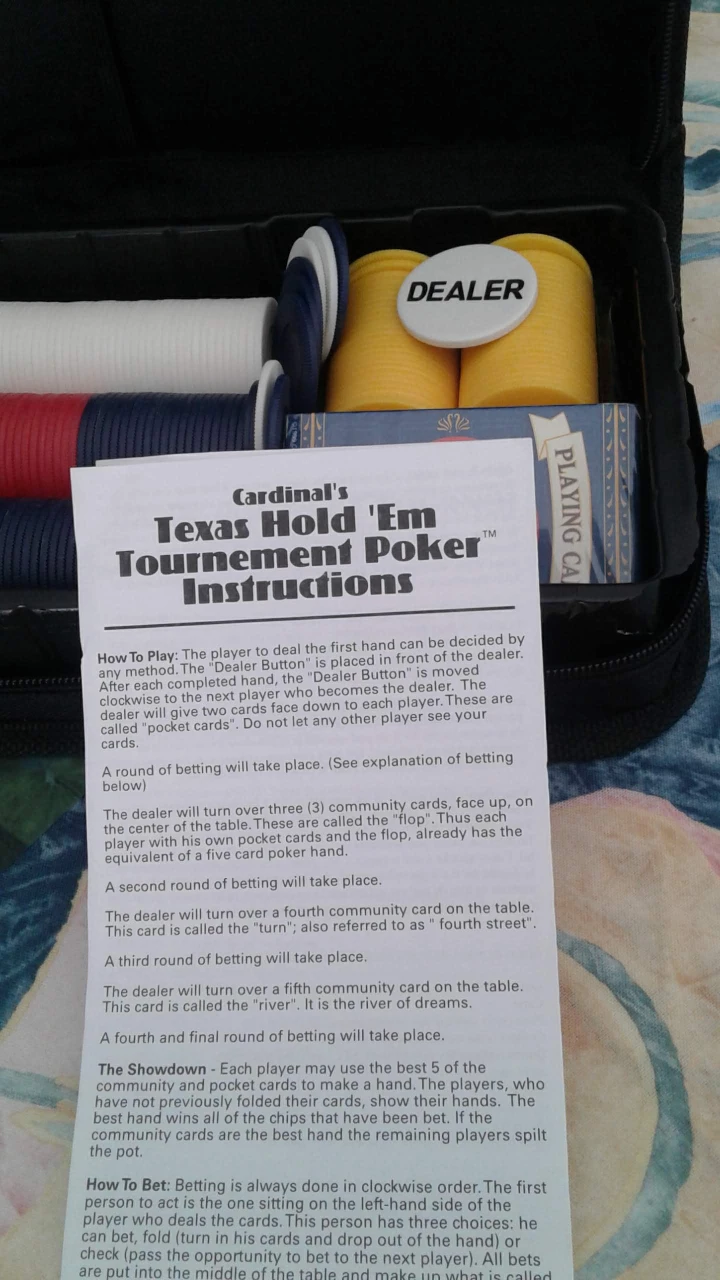 DEALER
PLAYING CA
Cardinal's
Texas Hold 'Em
Tournement Poker™
Instructions
How To Play: The player to deal the first hand can be decided by
any method. The "Dealer Button" is placed in front of the dealer.
After each completed hand, the "Dealer Button" is moved
clockwise to the next player who becomes the dealer. The
dealer will give two cards face down to each player. These are
called "pocket cards". Do not let any other player see your
cards.
A round of betting will take place. (See explanation of betting
below)
The dealer will turn over three (3) community cards, face up, on
the center of the table. These are called the "flop". Thus each
player with his own pocket cards and the flop, already has the
equivalent of a five card poker hand.
A second round of betting will take place.
The dealer will turn over a fourth community card on the table.
This card is called the "turn"; also referred to as " fourth street".
A third round of betting will take place.
The dealer will turn over a fifth community card on the table.
This card is called the "river". It is the river of dreams.
A fourth and final round of betting will take place.
The Showdown - Each player may use the best 5 of the
community and pocket cards to make a hand. The players, who
have not previously folded their cards, show their hands. The
best hand wins all of the chips that have been bet. If the
community cards are the best hand the remaining players spilt
the pot.
How To Bet: Betting is always done in clockwise order. The first
person to act is the one sitting on the left-hand side of the
player who deals the cards. This person has three choices: he
can bet, fold (turn in his cards and drop out of the hand) or
check (pass the opportunity to bet to the next player). All bets
are put into the middle of the table and make up what is called